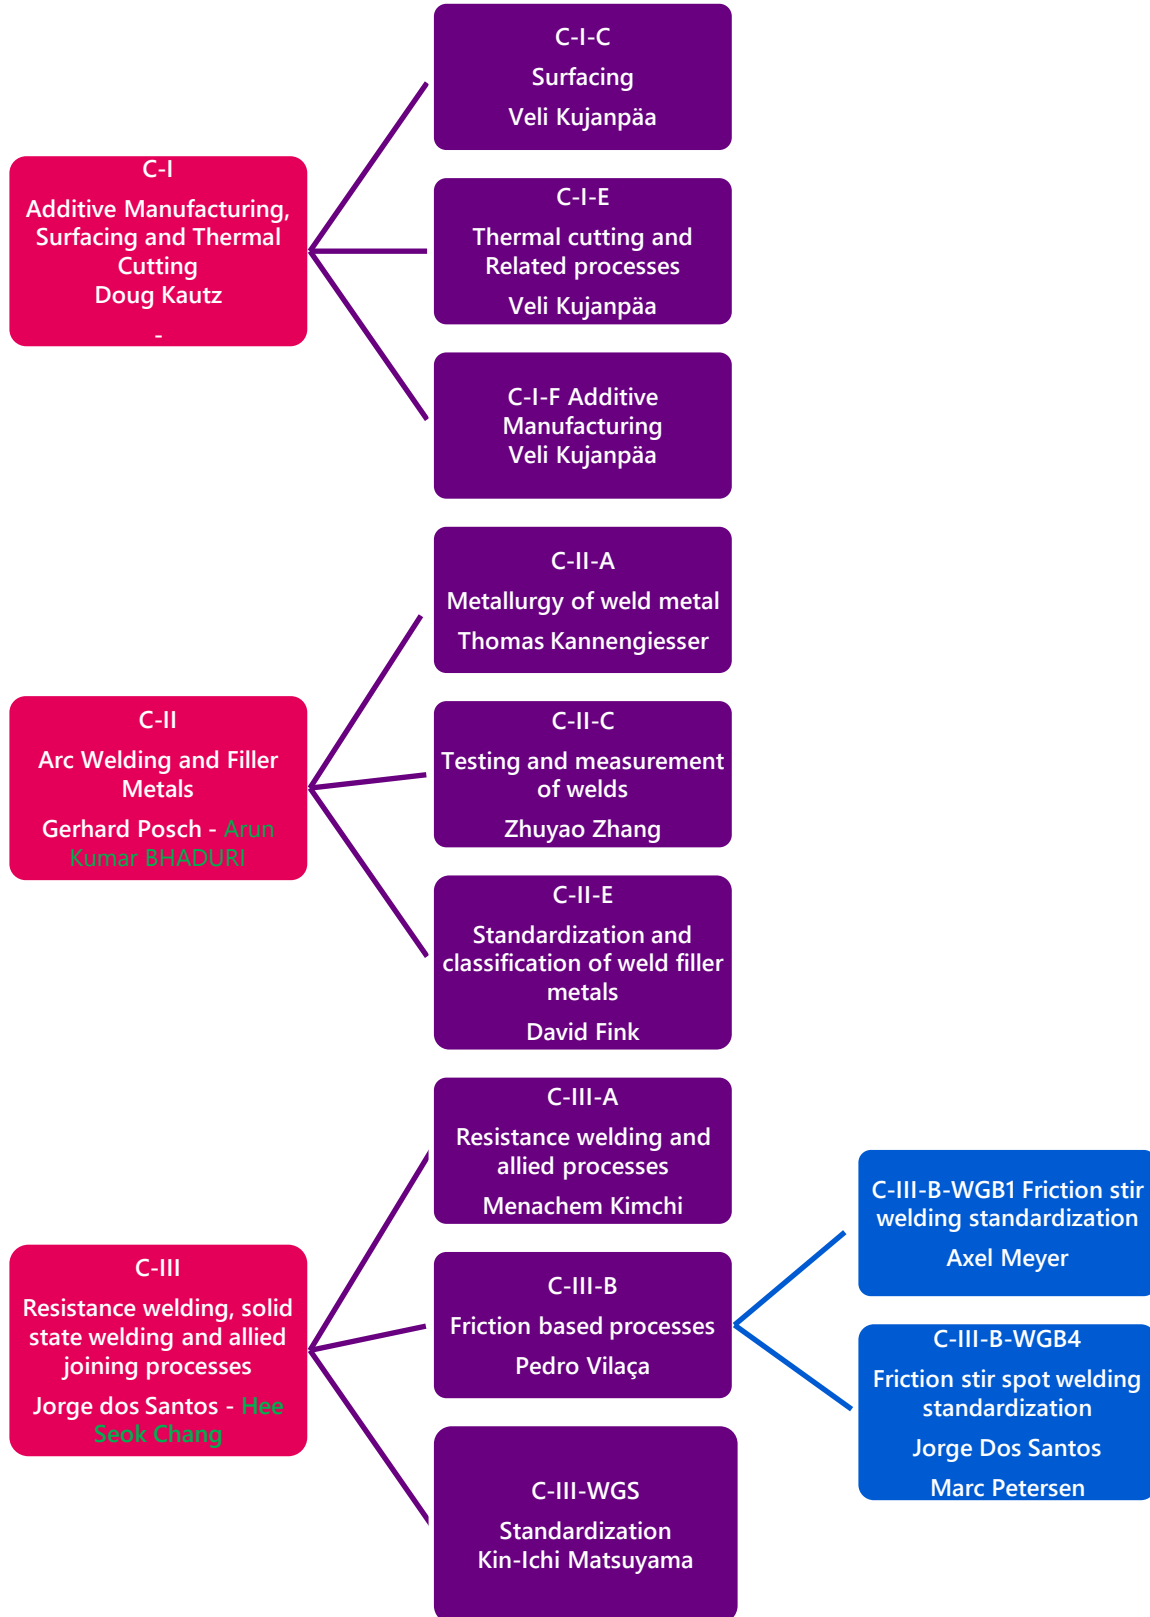 C-I-C
Surfacing
Veli Kujanpäa
C-I
Additive Manufacturing,
Surfacing and Thermal
Cutting
Doug Kautz
-
C-I-E
Thermal cutting and
Related processes
Veli Kujanpäa
C-I-F Additive
Manufacturing
Veli Kujanpäa
C-II-A
Metallurgy of weld metal
Thomas Kannengiesser
C-II
Arc Welding and Filler
Metals
Gerhard Posch - Arun
Kumar BHADURI
C-II-C
Testing and measurement
of welds
Zhuyao Zhang
C-II-E
Standardization and
classification of weld filler
metals
David Fink
C-III-A
Resistance welding and
allied processes
Menachem Kimchi
C-III
Resistance welding, solid
state welding and allied
joining processes
Jorge dos Santos - Hee
Seok Chang
C-III-B
Friction based processes
Pedro Vilaça
C-III-B-WGB1 Friction stir
welding standardization
Axel Meyer
C-III-B-WGB4
Friction stir spot welding
standardization
Jorge Dos Santos
Marc Petersen
C-III-WGS
Standardization
Kin-Ichi Matsuyama